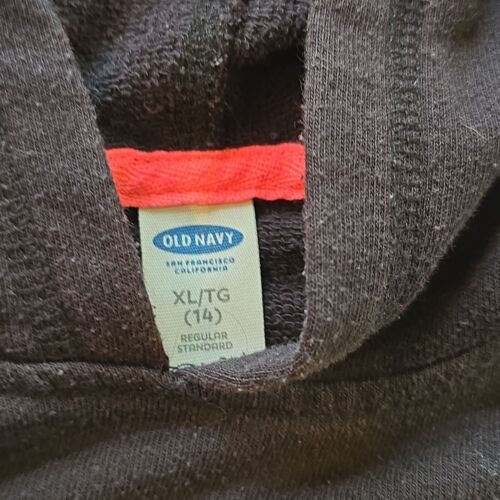 OLD NAVY
SAN FRANCISCO
CALIFORNIA
XL/TG
(14)
REGULAR
STANDARD